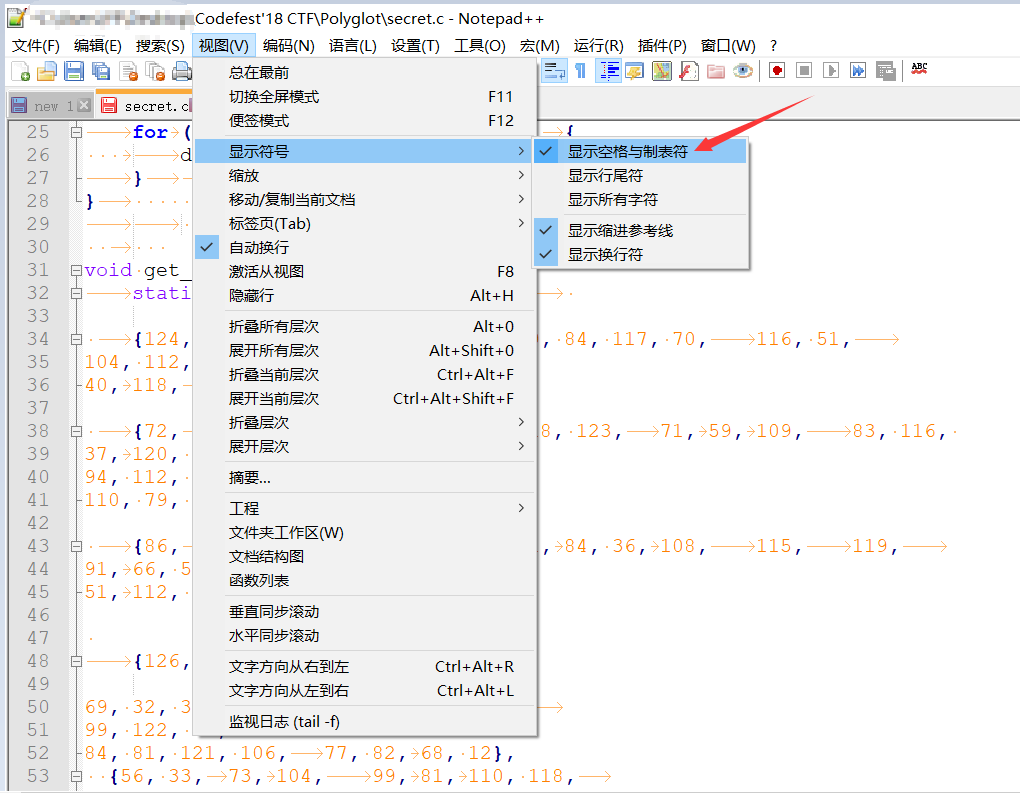 Codefest'18 CTF\Polyglot\secret.c - Notepad++
文件(F) 编辑(E) 搜索(S) 视图(V) 编码(N) 语言(L) 设置(T) 工具(O) 宏(M) 运行(R) 插件(P) 窗口(W) ?
new 1 secret.c
总在最前
切换全屏模式 F11
便签模式 F12
显示符号
缩放
移动/复制当前文档
标签页(Tab)
自动换行
激活从视图 F8
隐藏行 Alt+H
折叠所有层次 Alt+0
展开所有层次 Alt+Shift+0
折叠当前层次 Ctrl+Alt+F
展开当前层次 Ctrl+Alt+Shift+F
折叠层次
展开层次
摘要...
工程
文件夹工作区(W)
文档结构图
函数列表
垂直同步滚动
水平同步滚动
文字方向从右到左 Ctrl+Alt+R
文字方向从左到右 Ctrl+Alt+L
监视日志 (tail -f)
显示空格与制表符
显示行尾符
显示所有字符
显示缩进参考线
显示换行符
25 for ( {
26 d
27 }
28 }
29
30
31 void get_
32 stati
33
34 {124, , 84, 117, 70, 116, 51,
35 104, 112,
36 40, 118,
37
38 {72, 8, 123, 71, 59, 109, 83, 116,
39 37, 120,
40 94, 112,
41 110, 79,
42
43 {86, , 84, 36, 108, 115, 119,
44 91, 66, 5
45 51, 112,
46
47
48 {126,
49
50 69, 32, 3
51 99, 122,
52 84, 81, 121, 106, 77, 82, 68, 12},
53 {56, 33, 73, 104, 99, 81, 110, 118,
ABC